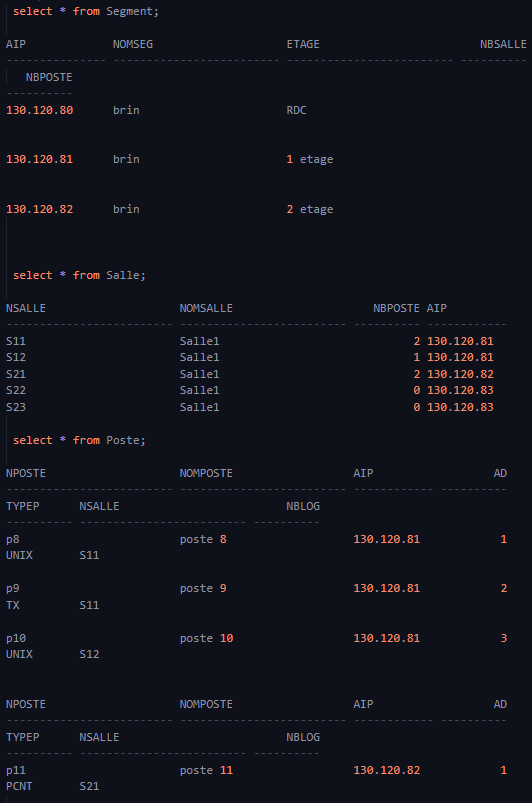 select * from Segment;
AIP NOMSEG ETAGE NBSALLE
--------------- ------------------------- ------------------------- ----------
NBPOSTE
----------
130.120.80 brin RDC
130.120.81 brin 1 etage
130.120.82 brin 2 etage
select * from Salle;
NSALLE NOMSALLE NBPOSTE AIP
------------------------- ------------------------- ---------- ------------
S11 Salle1 2 130.120.81
S12 Salle1 1 130.120.81
S21 Salle1 2 130.120.82
S22 Salle1 0 130.120.83
S23 Salle1 0 130.120.83
select * from Poste;
NPOSTE NOMPOSTE AIP AD
------------------------- ------------------------- ------------ ----------
TYPEP NSALLE NBLOG
---------- ------------------------- ----------
p8 poste 8 130.120.81 1
UNIX S11
p9 poste 9 130.120.81 2
TX S11
p10 poste 10 130.120.81 3
UNIX S12
NPOSTE NOMPOSTE AIP AD
------------------------- ------------------------- ------------ ----------
TYPEP NSALLE NBLOG
---------- ------------------------- ----------
p11 poste 11 130.120.82 1
PCNT S21